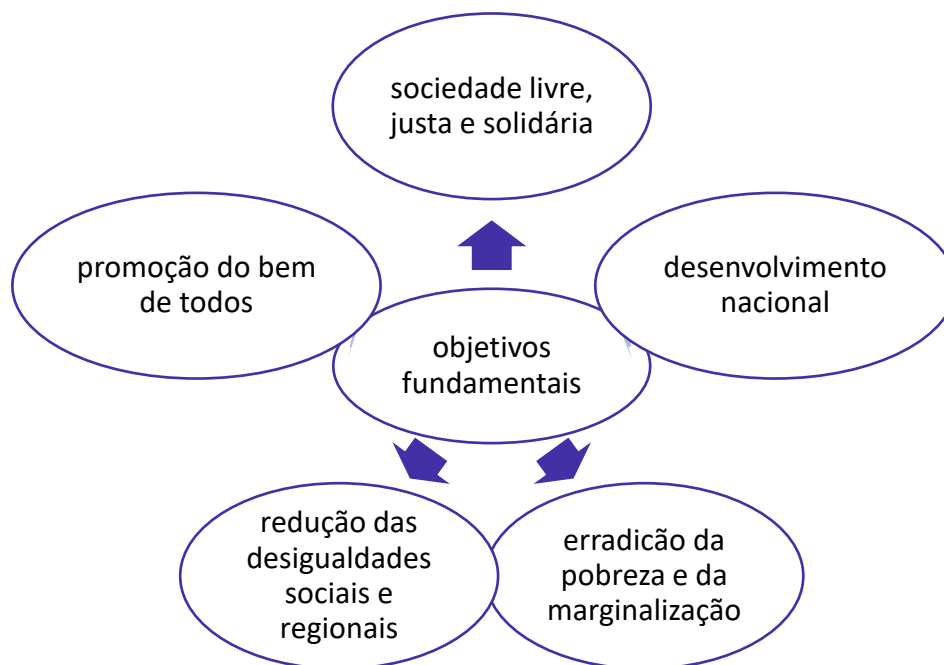 sociedade livre,
justa e solidária
promoção do bem
de todos
desenvolvimento
nacional
objetivos
fundamentais
redução das
desigualdades
sociais e
regionais
erradicão da
pobreza e da
marginalização